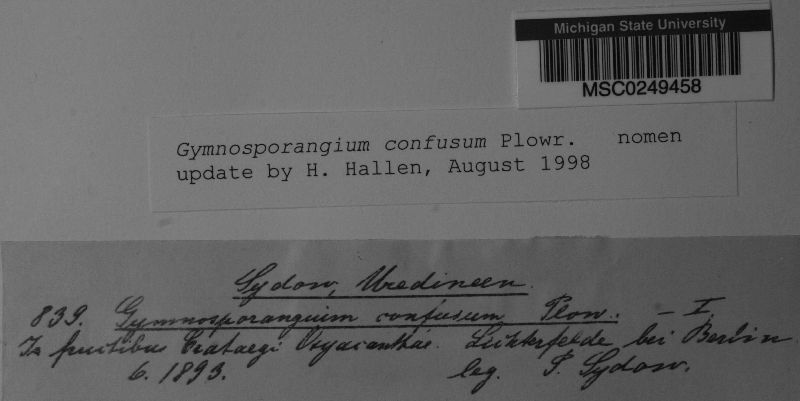 Michigan State University
MSC0249458
Gymnosporangium confusum Plowr. nomen
update by H. Hallen, August 1998
Sydow, Uredineen.
839. Gymnosporangium confusum Plow. — I.
In fructibus Crataegi Oxyacanthae. Lichterfelde bei Berlin
6. 1893. leg. P. Sydow.